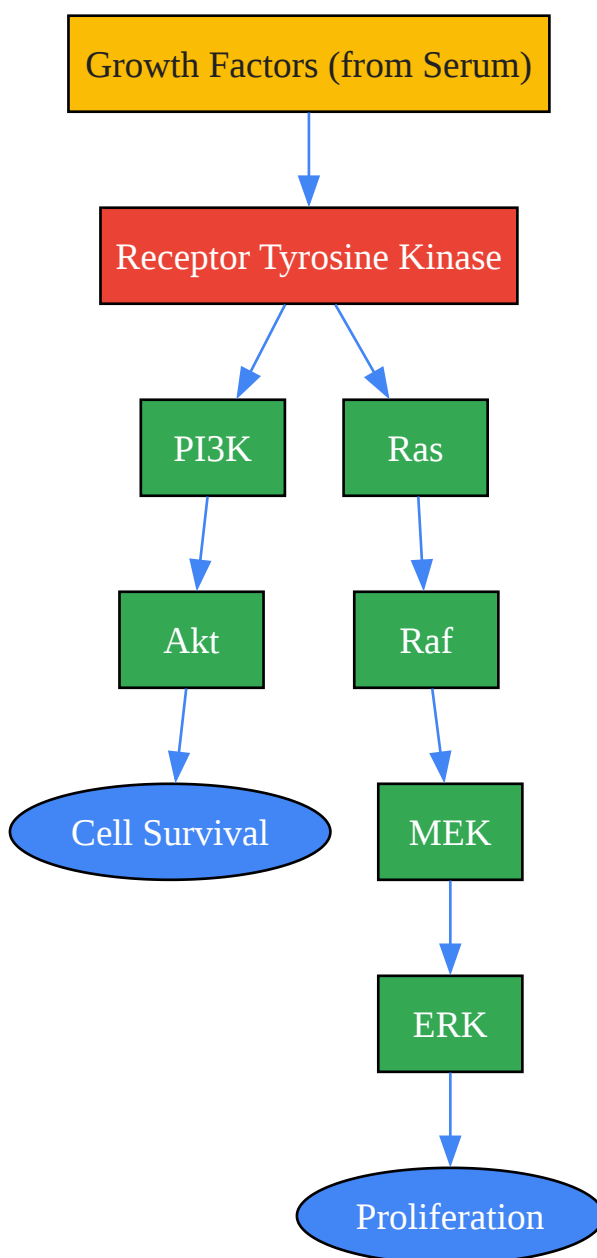 Growth Factors (from Serum)
Receptor Tyrosine Kinase
PI3K
Ras
Akt
Raf
Cell Survival
MEK
ERK
Proliferation